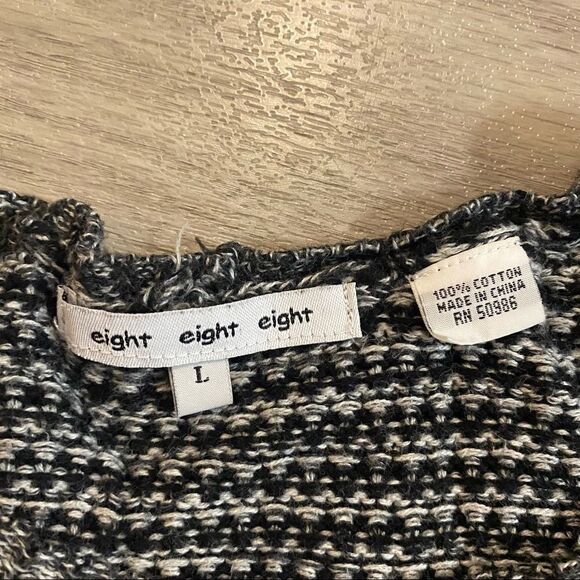 eight eight eight
L
100% COTTON
MADE IN CHINA
RN 50986